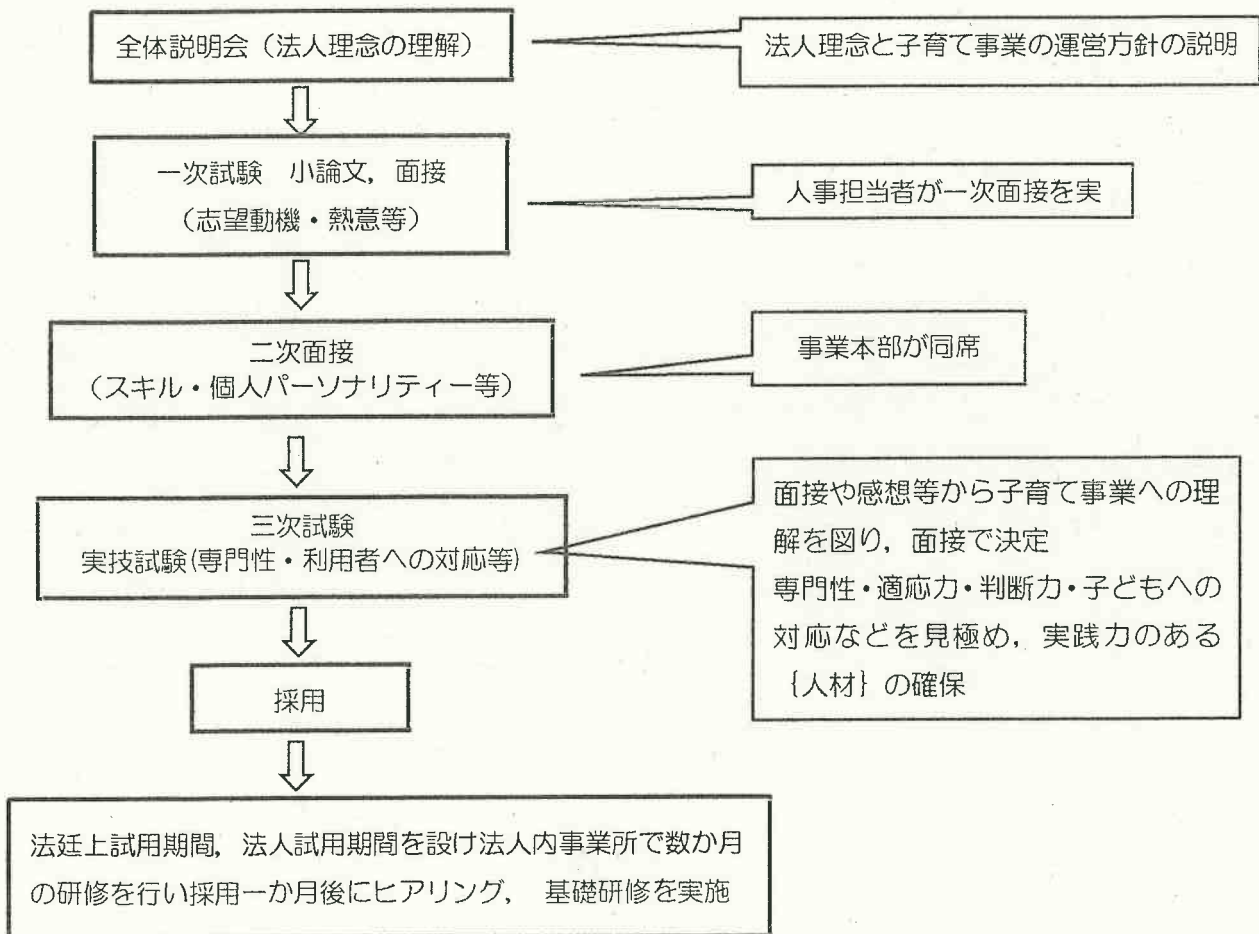 全体説明会（法人理念の理解）
法人理念と子育て事業の運営方針の説明
一次試験　小論文，面接
（志望動機・熱意等）
人事担当者が一次面接を実
二次面接
（スキル・個人パーソナリティー等）
事業本部が同席
三次試験
実技試験(専門性・利用者への対応等)
面接や感想等から子育て事業への理
解を図り，面接で決定
専門性・適応力・判断力・子どもへの
対応などを見極め，実践力のある
｛人材｝の確保
採用
法廷上試用期間，法人試用期間を設け法人内事業所で数か月
の研修を行い採用一か月後にヒアリング，　基礎研修を実施